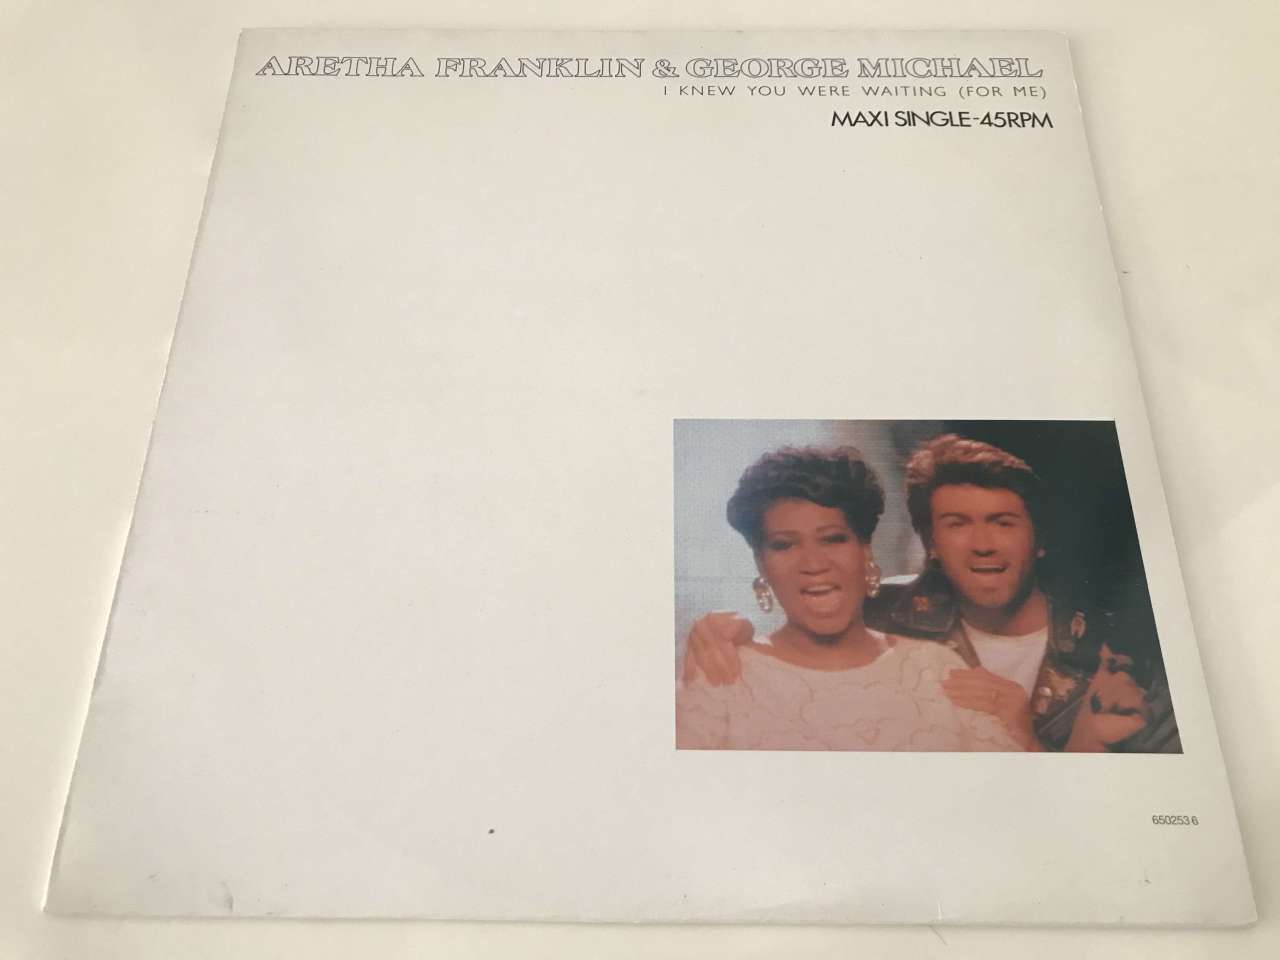 ARETHA FRANKLIN & GEORGE MICHAEL
I KNEW YOU WERE WAITING (FOR ME)
MAXI SINGLE-45RPM
650253 6